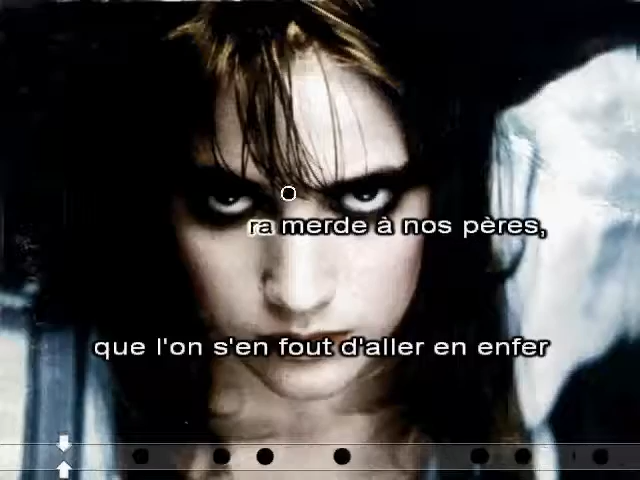 ra merde à nos pères,
que l'on s'en fout d'aller en enfer